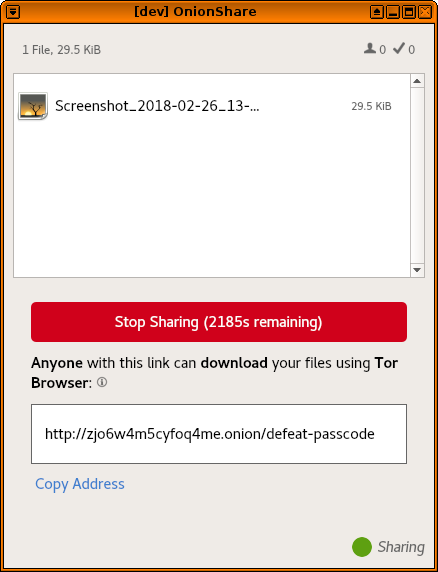 [dev] OnionShare
1 File, 29.5 KiB 0 0
Screenshot_2018-02-26_13-... 29.5 KiB
Stop Sharing (2185s remaining)
Anyone with this link can download your files using Tor
Browser:
http://zjo6w4m5cyfoq4me.onion/defeat-passcode
Copy Address
Sharing